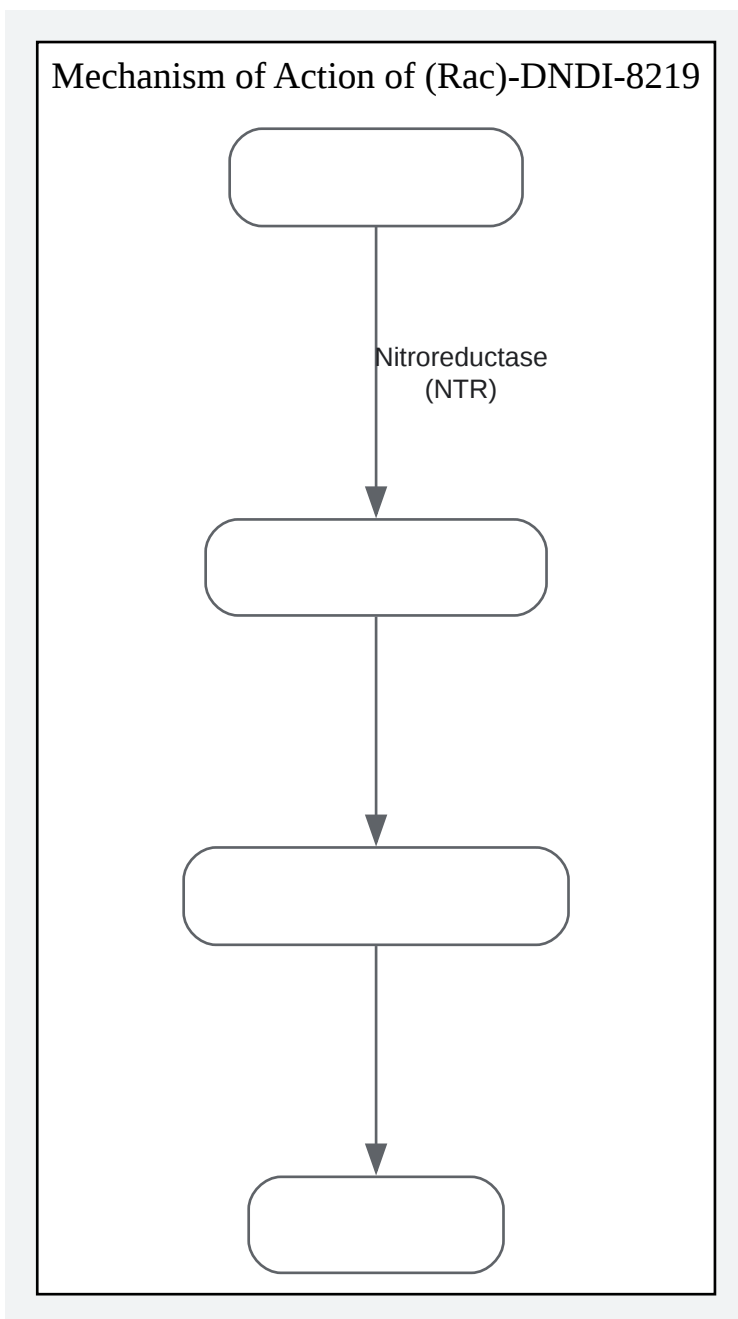 Mechanism of Action of (Rac)-DNDI-8219
Nitroreductase
(NTR)